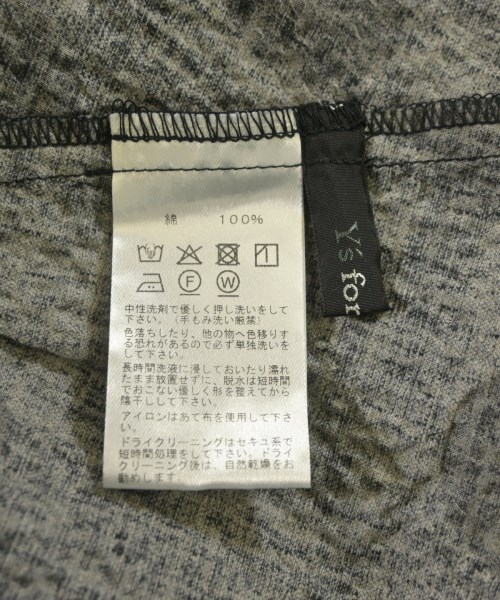 綿 100%
中性洗剤で優しく押し洗いをして
下さい。（手もみ洗い厳禁）
色落ちしたり、他の物へ色移りす
る恐れがあるので必ず単独洗いを
して下さい。
長時間洗液に浸しておいたり濡れ
たまま放置せずに、脱水は短時間
でおこない優しく形を整えてから
陰干しして下さい。
アイロンはあて布を使用して下さ
い。
ドライクリーニングはセキユ系で
短時間処理をして下さい。ドライ
クリーニング後は、自然乾燥をお
勧めします。
Y's for